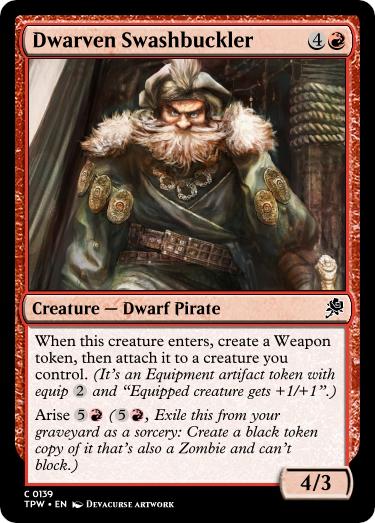 Dwarven Swashbuckler 4
Creature — Dwarf Pirate
When this creature enters, create a Weapon
token, then attach it to a creature you
control. (It's an Equipment artifact token with
equip 2 and “Equipped creature gets +1/+1”.)
Arise 5 (5, Exile this from your
graveyard as a sorcery: Create a black token
copy of it that's also a Zombie and can't
block.)
4/3
C 0139
TPW • EN Devacurse artwork